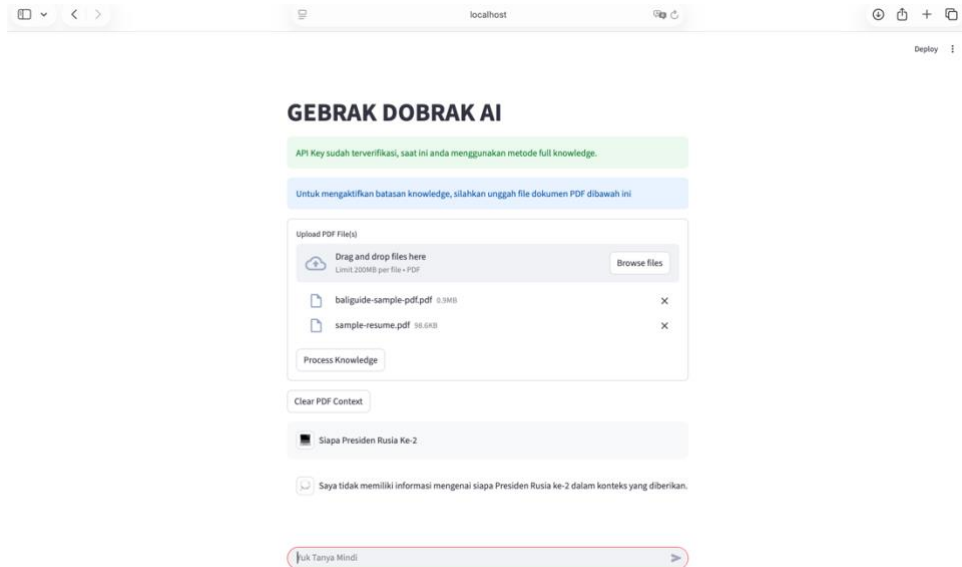 localhost
Deploy
GEBRAK DOBRAK AI
API Key sudah terverifikasi, saat ini anda menggunakan metode full knowledge.
Untuk mengaktifkan batasan knowledge, silahkan unggah file dokumen PDF dibawah ini
Upload PDF File(s)
Drag and drop files here
Limit 200MB per file • PDF
Browse files
baliguide-sample-pdf.pdf 0.9MB
sample-resume.pdf 56.6KB
Process Knowledge
Clear PDF Context
Siapa Presiden Rusia Ke-2
Saya tidak memiliki informasi mengenai siapa Presiden Rusia ke-2 dalam konteks yang diberikan.
Yuk Tanya Mindi